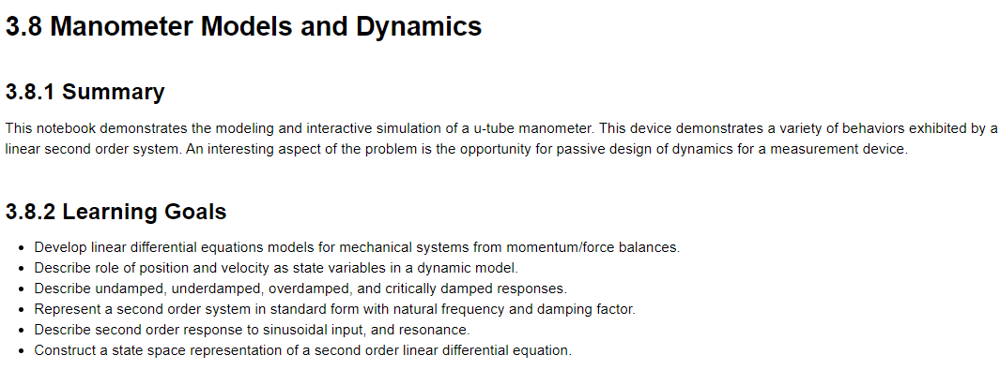 3.8 Manometer Models and Dynamics
3.8.1 Summary
This notebook demonstrates the modeling and interactive simulation of a u-tube manometer. This device demonstrates a variety of behaviors exhibited by a
linear second order system. An interesting aspect of the problem is the opportunity for passive design of dynamics for a measurement device.
3.8.2 Learning Goals
• Develop linear differential equations models for mechanical systems from momentum/force balances.
• Describe role of position and velocity as state variables in a dynamic model.
• Describe undamped, underdamped, overdamped, and critically damped responses.
• Represent a second order system in standard form with natural frequency and damping factor.
• Describe second order response to sinusoidal input, and resonance.
• Construct a state space representation of a second order linear differential equation.